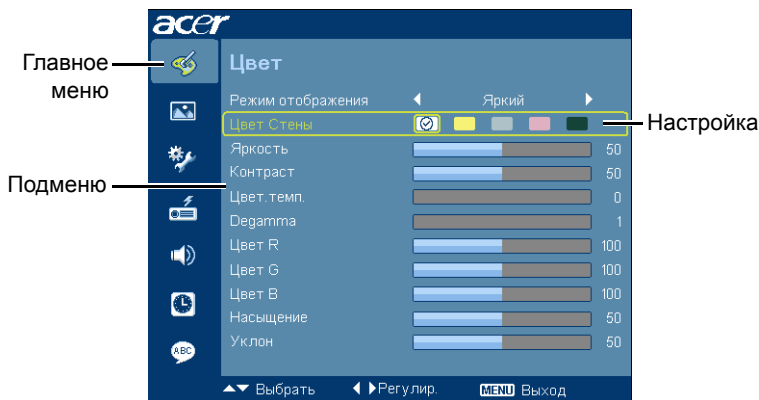 acer
Главное
меню
Цвет
Режим отображения Яркий
Цвет Стены
Настройка
Яркость 50
Контраст 50
Подменю
Цвет.темп. 0
Degamma 1
Цвет R 100
Цвет G 100
Цвет B 100
Насыщение 50
ABC
Уклон 50
Выбрать Регулир. MENU Выход